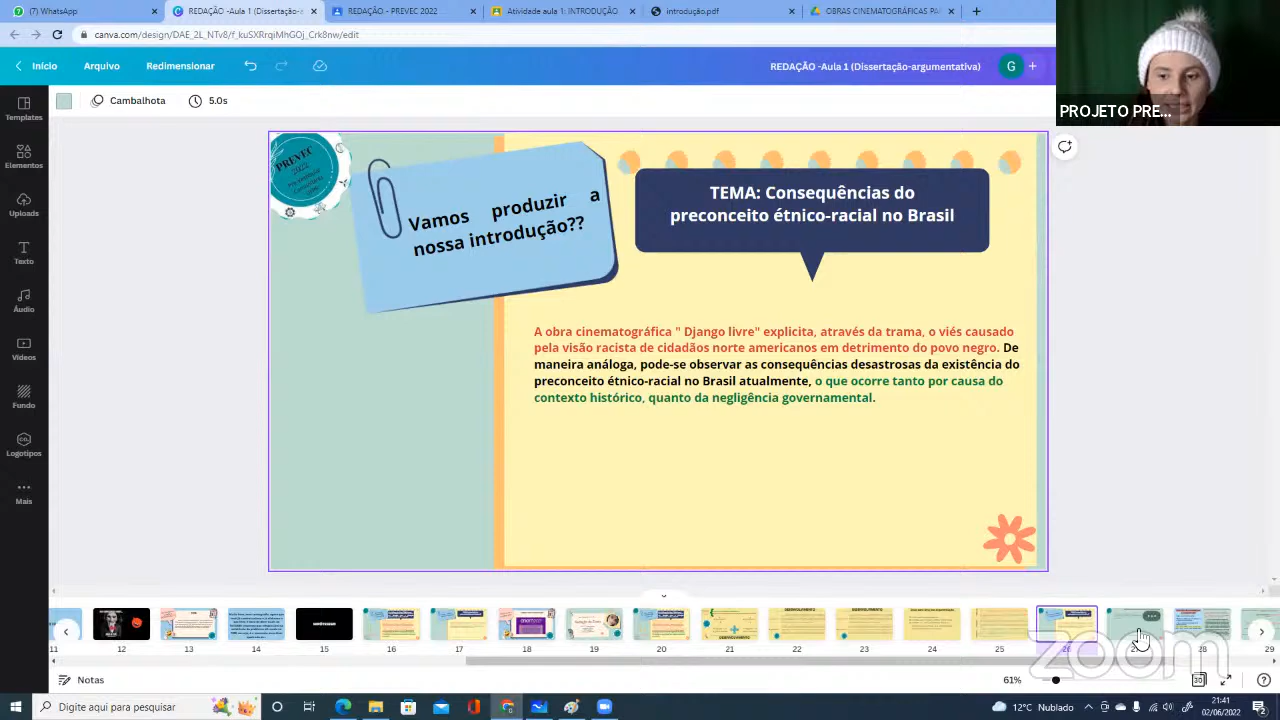 REDAÇÃO -Aula 1 (Dissertação-a
REDAÇÃO - PREVEC 2022
Atividade aula 1: INTRODUÇÃO
introdução.pdf
OBRAS CINEMATOGRÁFICAS PA
canva.com/design/DAE_2L_NTv8/f_kuSXRrqiMhGOj_Crk8nw/edit
Início
Arquivo
Redimensionar
REDAÇÃO -Aula 1 (Dissertação-argumentativa)
G
PROJETO PRE...
Cambalhota
5.0s
Templates
Elementos
Uploads
Texto
Áudio
Vídeos
Fundo
Logotipos
Mais
PREVEC
2022
Vamos produzir a
nossa introdução??
TEMA: Consequências do
preconceito étnico-racial no Brasil
A obra cinematográfica " Django livre" explicita, através da trama, o viés causado
pela visão racista de cidadãos norte americanos em detrimento do povo negro. De
maneira análoga, pode-se observar as consequências desastrosas da existência do
preconceito étnico-racial no Brasil atualmente, o que ocorre tanto por causa do
contexto histórico, quanto da negligência governamental.
11 12 13 14 15 16 17 18 19 20 21 22 23 24 25 26 28 29
zoom
Notas
61%
Digite aqui para pesquisar
12°C Nublado
21:41
02/06/2022